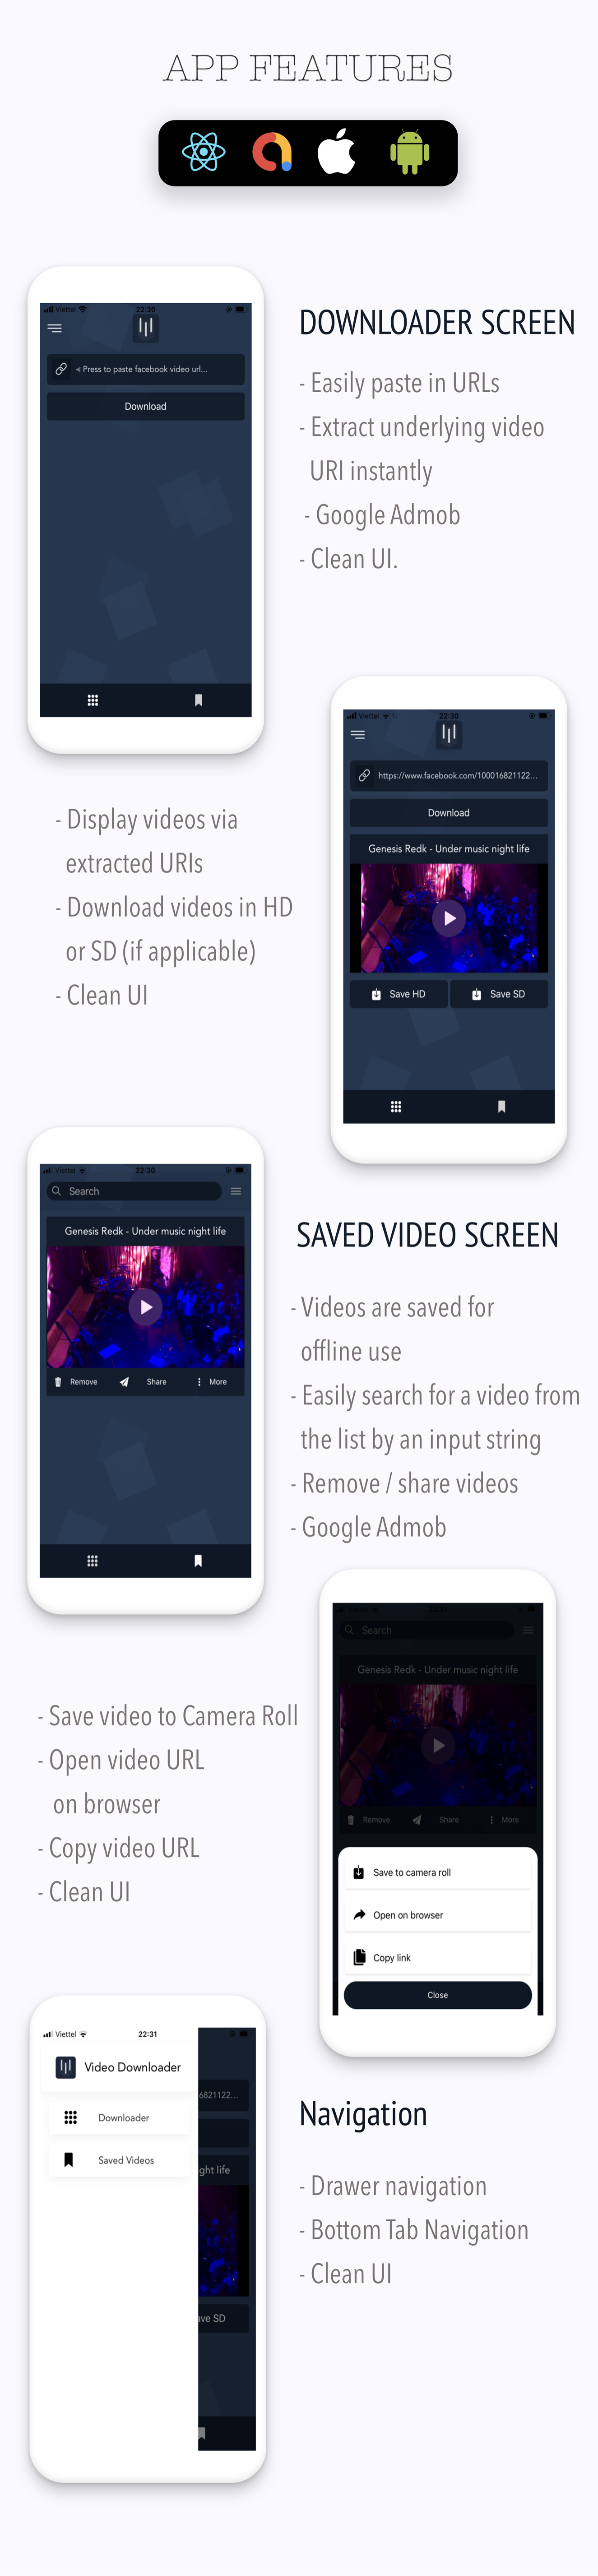 APP FEATURES
Viettel
22:30
Press to paste facebook video url...
Download
DOWNLOADER SCREEN
- Easily paste in URLs
- Extract underlying video
URI instantly
- Google Admob
- Clean UI.
Viettel
22:30
https://www.facebook.com/100016821122...
Download
Genesis Redk - Under music night life
Save HD
Save SD
- Display videos via
extracted URIs
- Download videos in HD
or SD (if applicable)
- Clean UI
Viettel
22:30
Search
Genesis Redk - Under music night life
Remove
Share
More
SAVED VIDEO SCREEN
- Videos are saved for
offline use
- Easily search for a video from
the list by an input string
- Remove / share videos
- Google Admob
Search
Genesis Redk - Under music night life
Remove
Share
More
Save to camera roll
Open on browser
Copy link
Close
- Save video to Camera Roll
- Open video URL
on browser
- Copy video URL
- Clean UI
Viettel
22:31
Video Downloader
Downloader
Saved Videos
6821122...
ght life
ave SD
Navigation
- Drawer navigation
- Bottom Tab Navigation
- Clean UI